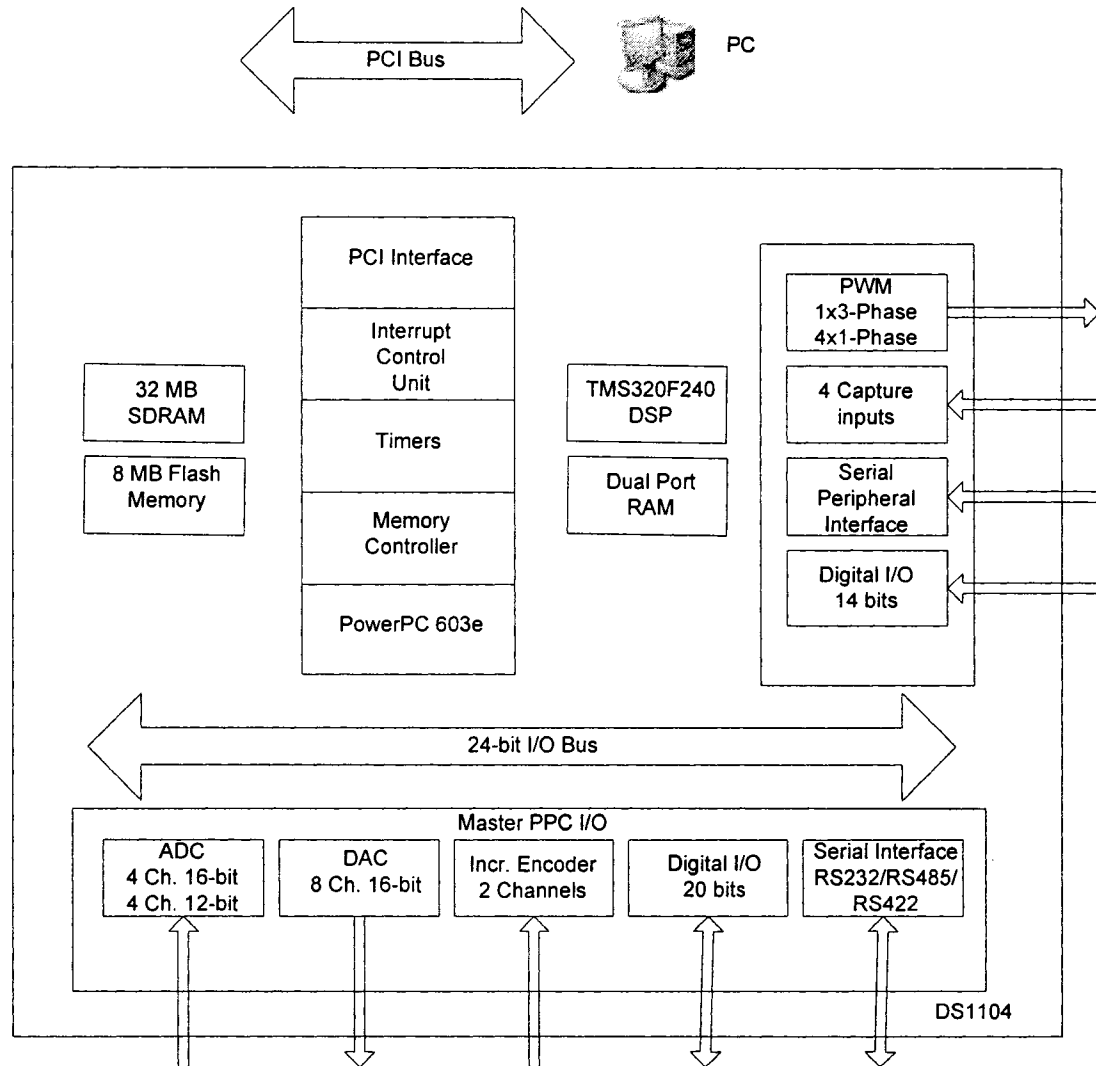 PCI Bus
PC
PCI Interface
Interrupt
Control
Unit
Timers
Memory
Controller
PowerPC 603e
32 MB
SDRAM
8 MB Flash
Memory
TMS320F240
DSP
Dual Port
RAM
PWM
1x3-Phase
4x1-Phase
4 Capture
inputs
Serial
Peripheral
Interface
Digital I/O
14 bits
24-bit I/O Bus
Master PPC I/O
ADC
4 Ch. 16-bit
4 Ch. 12-bit
DAC
8 Ch. 16-bit
Incr. Encoder
2 Channels
Digital I/O
20 bits
Serial Interface
RS232/RS485/
RS422
DS1104